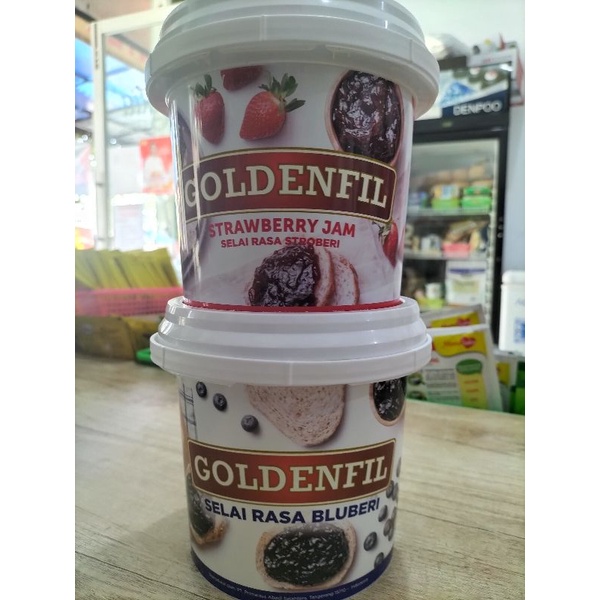 DENPOO
GOLDENFIL
STRAWBERRY JAM
SELAI RASA STROBERI
GOLDENFIL
SELAI RASA BLUBERI